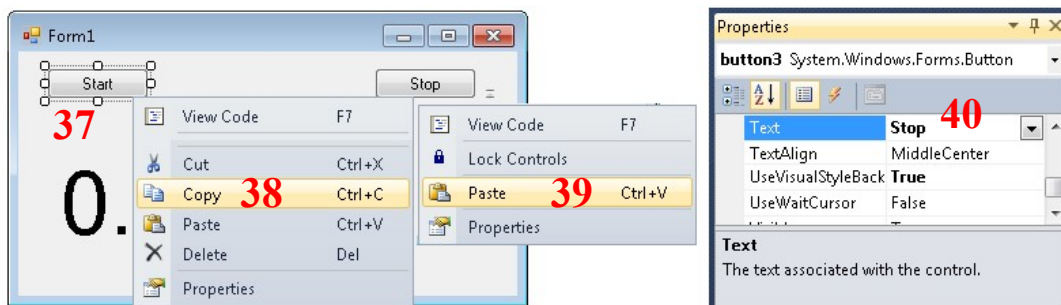 Form1
Start
Stop
37
0.
View Code F7
Cut Ctrl+X
Copy Ctrl+C
38
Paste Ctrl+V
Delete Del
Properties
View Code F7
Lock Controls
Paste Ctrl+V
39
Properties
Properties
button3 System.Windows.Forms.Button
Text Stop
40
TextAlign MiddleCenter
UseVisualStyleBack True
UseWaitCursor False
Text
The text associated with the control.